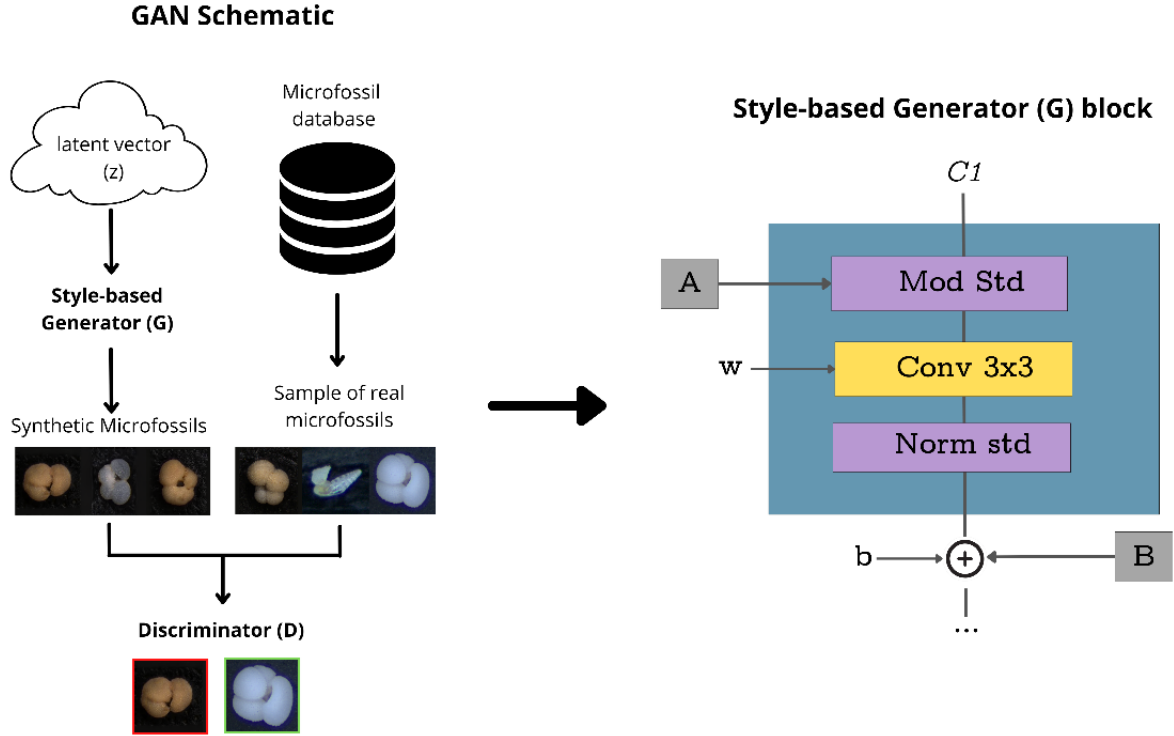 GAN Schematic
latent vector
(z)
Microfossil
database
Style-based
Generator (G)
Synthetic Microfossils
Sample of real
microfossils
Discriminator (D)
Style-based Generator (G) block
C1
A
Mod Std
w
Conv 3x3
Norm std
b
+
B
...